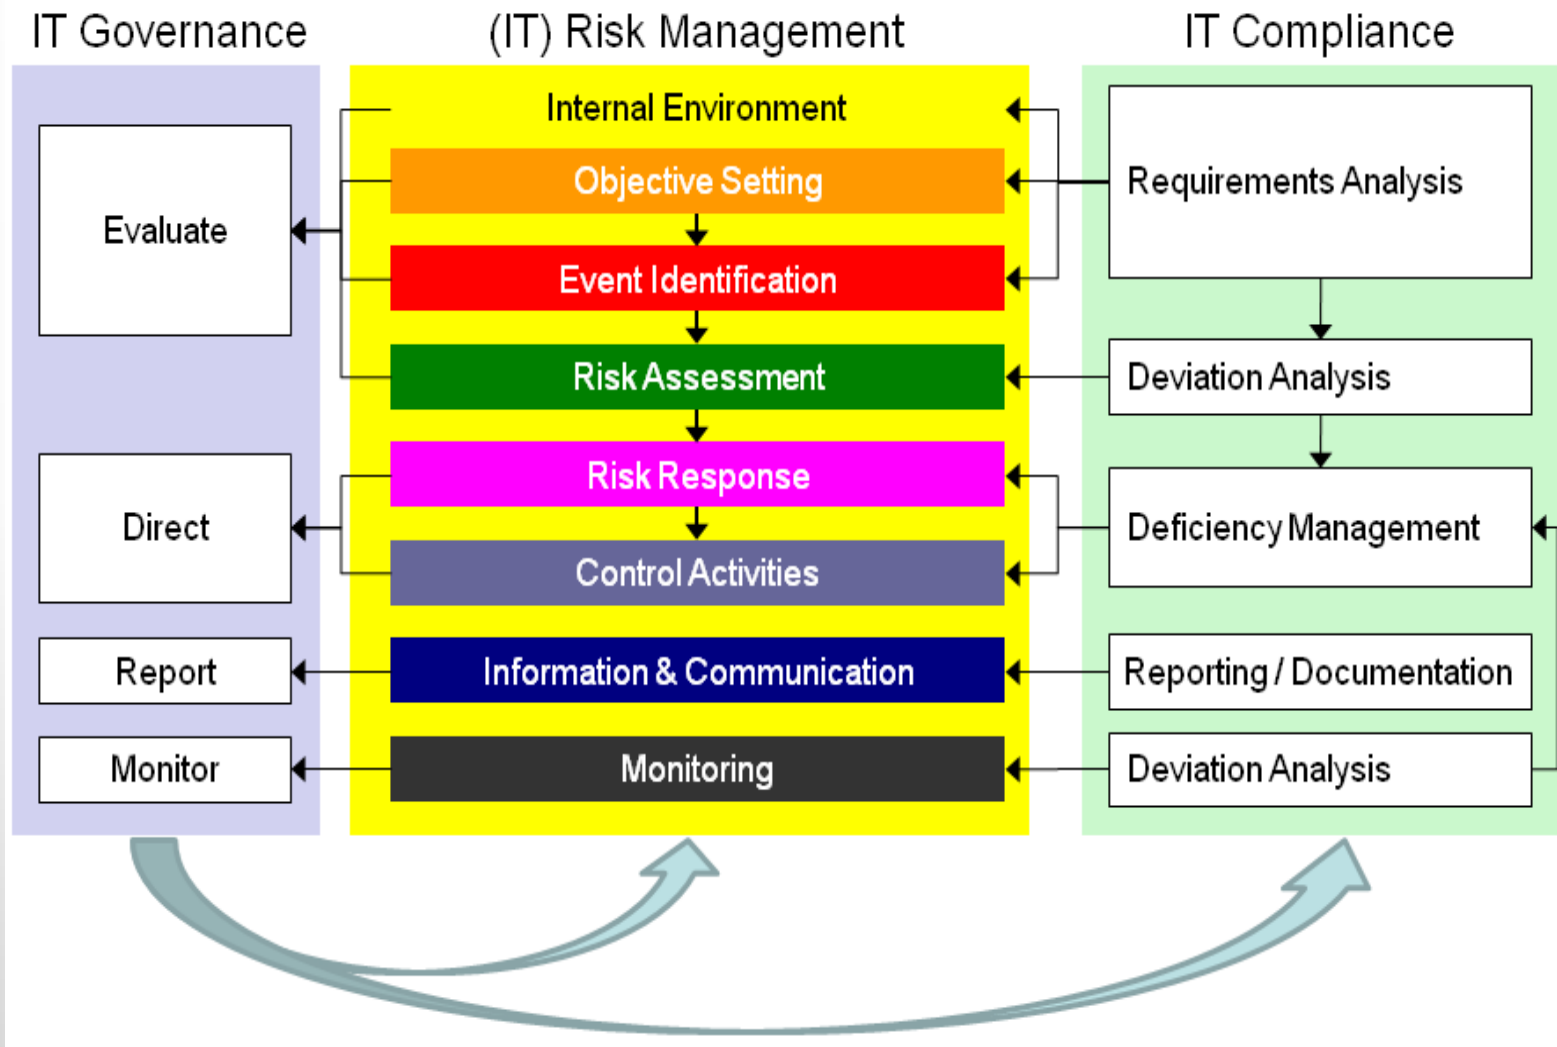 IT Governance
(IT) Risk Management
IT Compliance
Evaluate
Direct
Report
Monitor
Internal Environment
Objective Setting
Event Identification
Risk Assessment
Risk Response
Control Activities
Information & Communication
Monitoring
Requirements Analysis
Deviation Analysis
Deficiency Management
Reporting / Documentation
Deviation Analysis